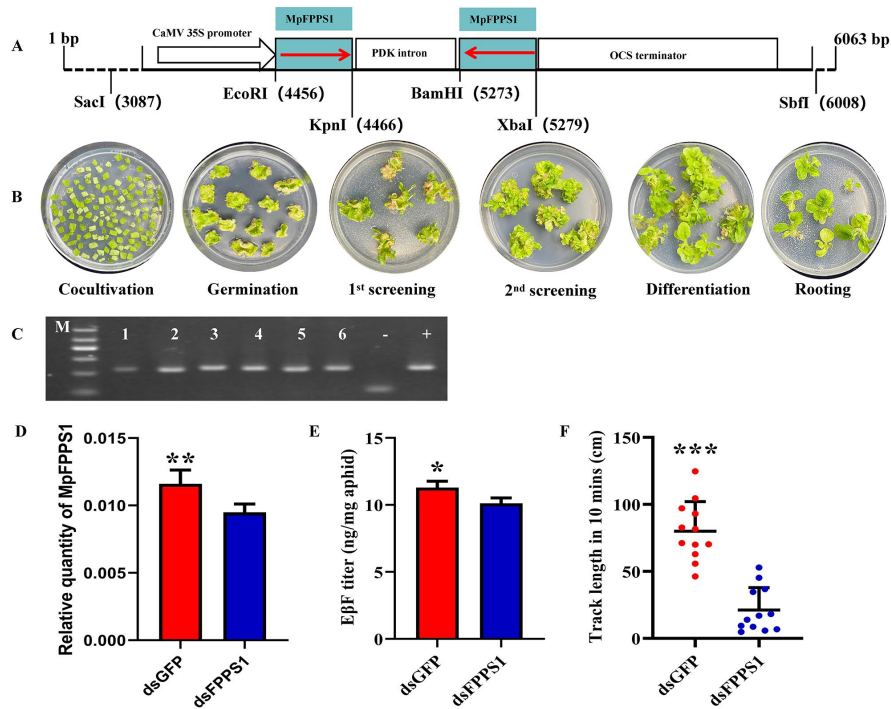 MpFPPS1 MpFPPS1
A 1 bp CaMV 35S promoter PDK intron OCS terminator 6063 bp
SacI (3087) EcoRI (4456) BamHI (5273) SbfI (6008)
KpnI (4466) XbaI (5279)
B
Cocultivation Germination 1st screening 2nd screening Differentiation Rooting
C M 1 2 3 4 5 6 - +
D
Relative quantity of MpFPPS1
0.015
0.010
0.005
0.000
**
dsGFP dsFPPS1
E
EβF titer (ng/mg aphid)
15
10
5
0
*
dsGFP dsFPPS1
F
Track length in 10 mins (cm)
150
100
50
0
***
dsGFP dsFPPS1